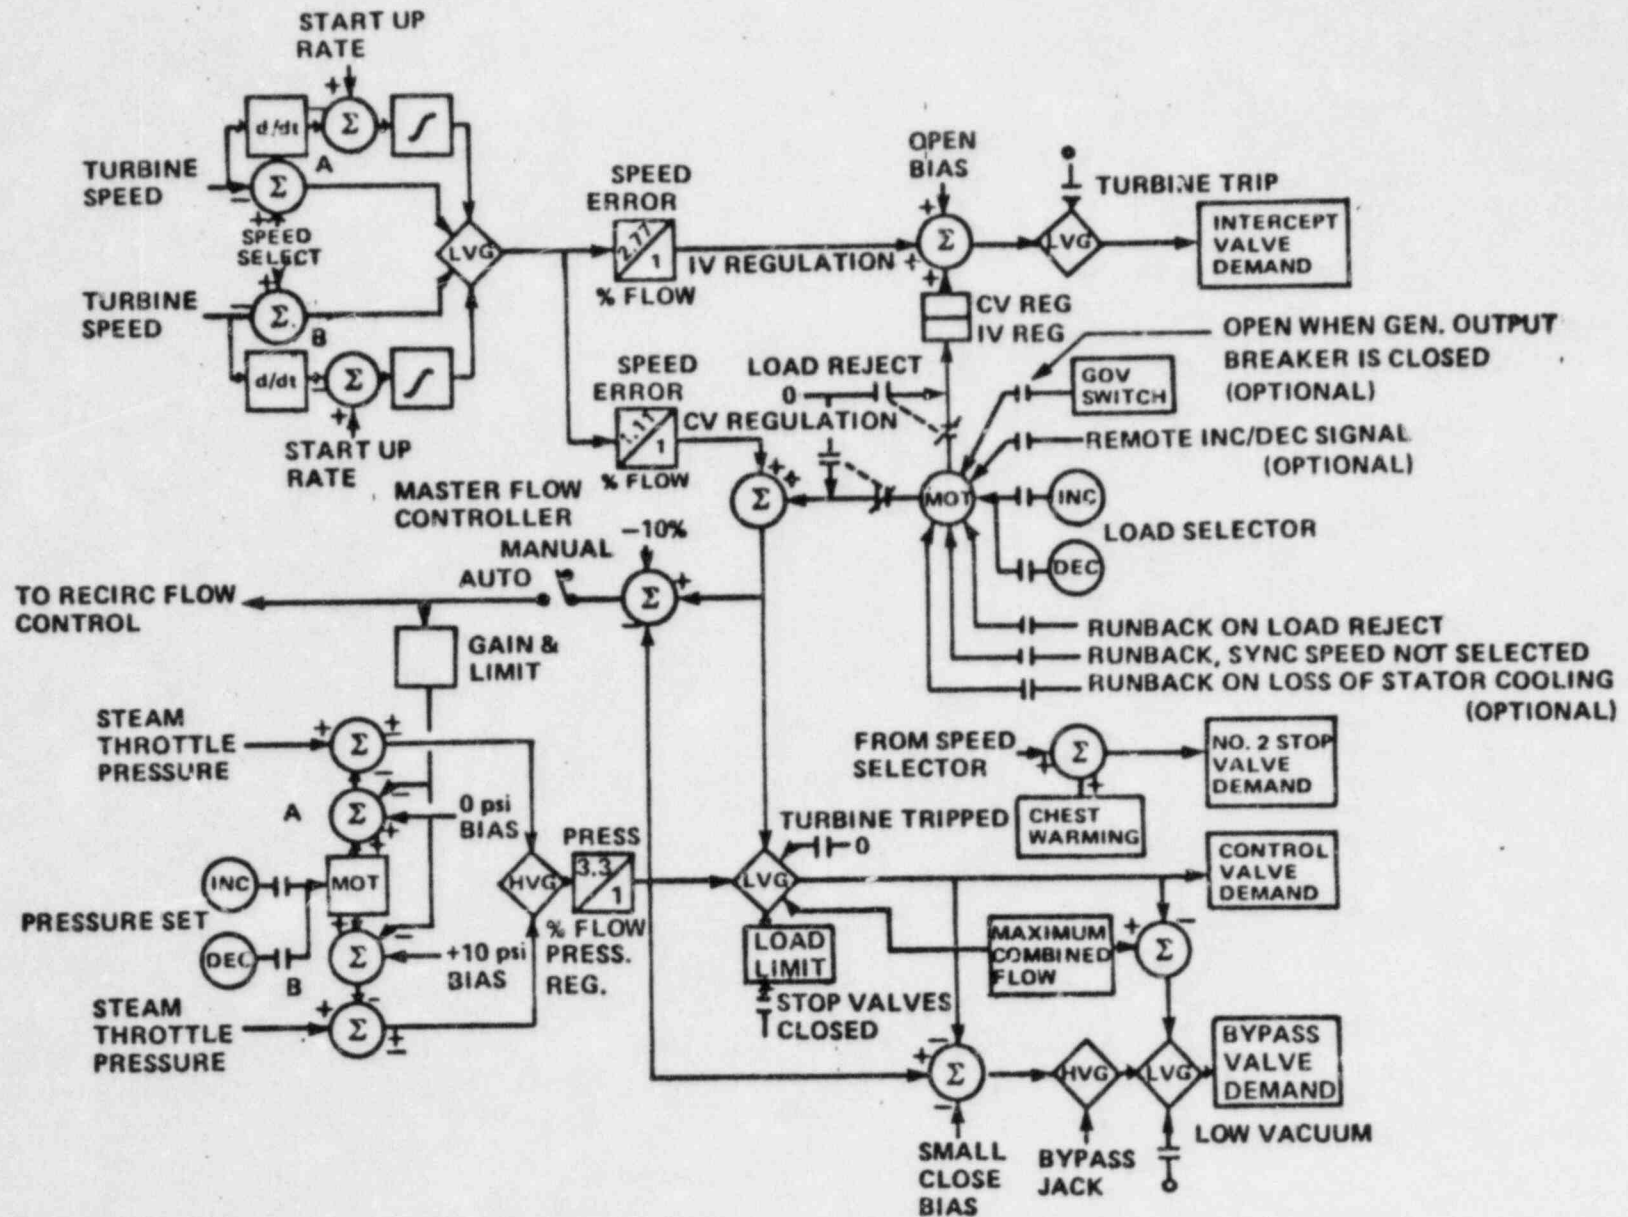 START UP
RATE
d/dt
Σ
∫
A
TURBINE
SPEED
Σ
SPEED
SELECT
LVG
TURBINE
SPEED
Σ
B
d/dt
Σ
∫
START UP
RATE
SPEED
ERROR
2.77
1
% FLOW
IV REGULATION
OPEN
BIAS
Σ
LVG
TURBINE TRIP
INTERCEPT
VALVE
DEMAND
CV REG
IV REG
OPEN WHEN GEN. OUTPUT
BREAKER IS CLOSED
(OPTIONAL)
GOV
SWITCH
LOAD REJECT
0
SPEED
ERROR
1.11
1
% FLOW
CV REGULATION
REMOTE INC/DEC SIGNAL
(OPTIONAL)
Σ
MOT
INC
LOAD SELECTOR
DEC
MASTER FLOW
CONTROLLER
-10%
MANUAL
AUTO
Σ
TO RECIRC FLOW
CONTROL
GAIN &
LIMIT
RUNBACK ON LOAD REJECT
RUNBACK, SYNC SPEED NOT SELECTED
RUNBACK ON LOSS OF STATOR COOLING
(OPTIONAL)
STEAM
THROTTLE
PRESSURE
Σ
A
Σ
0 psi
BIAS
INC
MOT
PRESSURE SET
DEC
B
Σ
+10 psi
BIAS
STEAM
THROTTLE
PRESSURE
Σ
HVG
PRESS
3.3
1
% FLOW
PRESS.
REG.
FROM SPEED
SELECTOR
Σ
NO. 2 STOP
VALVE
DEMAND
CHEST
WARMING
TURBINE TRIPPED
0
LVG
CONTROL
VALVE
DEMAND
LOAD
LIMIT
STOP VALVES
CLOSED
MAXIMUM
COMBINED
FLOW
Σ
Σ
HVG
LVG
BYPASS
VALVE
DEMAND
SMALL
CLOSE
BIAS
BYPASS
JACK
LOW VACUUM